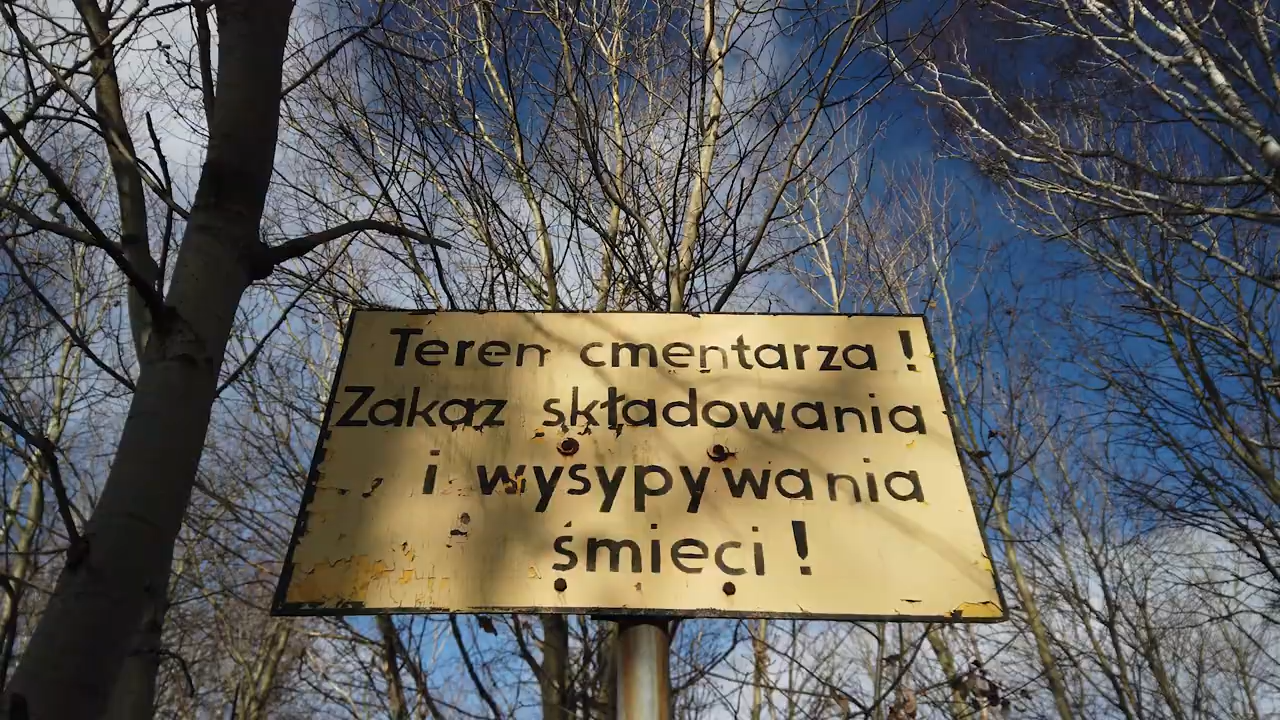 Teren cmentarza !
Zakaz składowania
i wysypywania
śmieci !